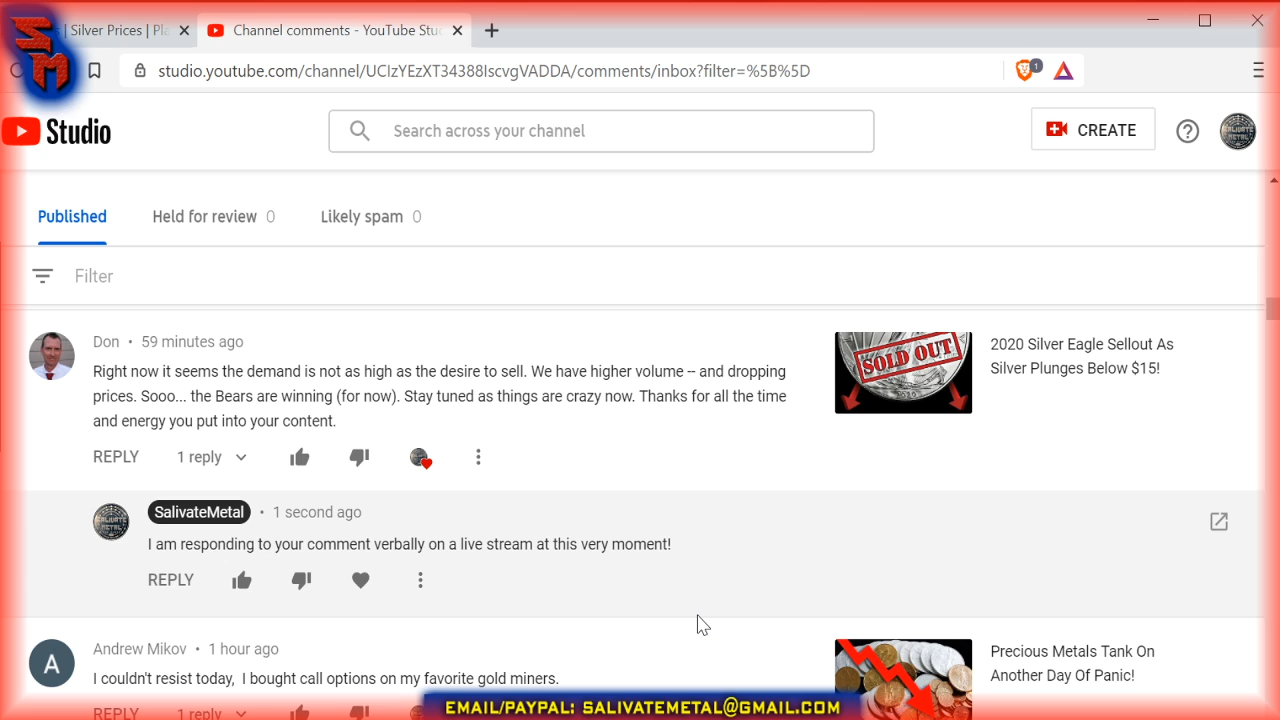 SM
| Silver Prices | Pla
Channel comments - YouTube Stud
studio.youtube.com/channel/UCIzYEzXT34388IscvgVADDA/comments/inbox?filter=%5B%5D
1
Studio
Search across your channel
CREATE
Published
Held for review 0
Likely spam 0
Filter
Don • 59 minutes ago
Right now it seems the demand is not as high as the desire to sell. We have higher volume -- and dropping
prices. Sooo... the Bears are winning (for now). Stay tuned as things are crazy now. Thanks for all the time
and energy you put into your content.
REPLY
1 reply
SOLD OUT
2020
2020 Silver Eagle Sellout As
Silver Plunges Below $15!
SalivateMetal • 1 second ago
I am responding to your comment verbally on a live stream at this very moment!
REPLY
A
Andrew Mikov • 1 hour ago
I couldn't resist today, I bought call options on my favorite gold miners.
REPLY
1 reply
Precious Metals Tank On
Another Day Of Panic!
EMAIL/PAYPAL: SALIVATEMETAL@GMAIL.COM